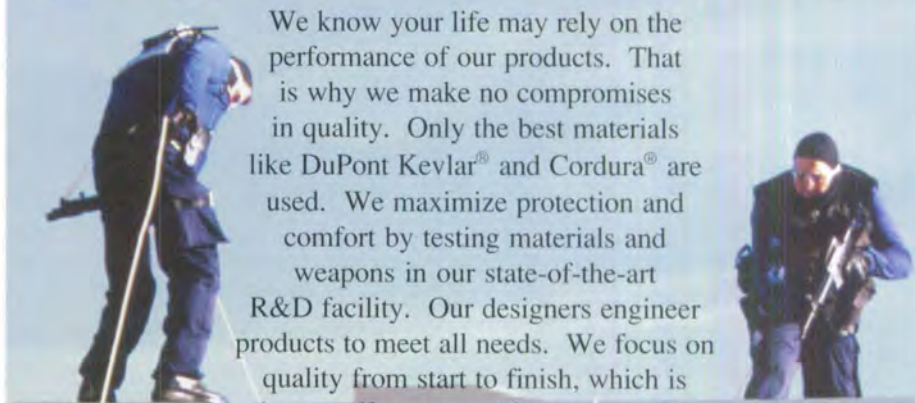 We know your life may rely on the
performance of our products. That
is why we make no compromises
in quality. Only the best materials
like DuPont Kevlar® and Cordura® are
used. We maximize protection and
comfort by testing materials and
weapons in our state-of-the-art
R&D facility. Our designers engineer
products to meet all needs. We focus on
quality from start to finish, which is